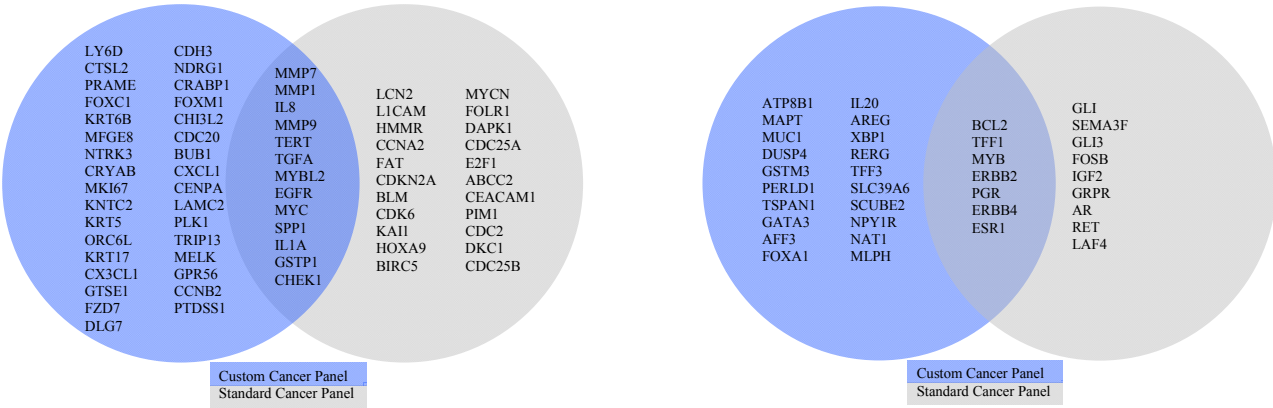 LY6D CDH3
CTSL2 NDRG1
PRAME CRABP1
FOXC1 FOXM1
KRT6B CHI3L2
MFGE8 CDC20
NTRK3 BUB1
CRYAB CXCL1
MKI67 CENPA
KNTC2 LAMC2
KRT5 PLK1
ORC6L TRIP13
KRT17 MELK
CX3CL1 GPR56
GTSE1 CCNB2
FZD7 PTDSS1
DLG7
MMP7
MMP1
IL8
MMP9
TERT
TGFA
MYBL2
EGFR
MYC
SPP1
IL1A
GSTP1
CHEK1
LCN2 MYCN
L1CAM FOLR1
HMMR DAPK1
CCNA2 CDC25A
FAT E2F1
CDKN2A ABCC2
BLM CEACAM1
CDK6 PIM1
KAI1 CDC2
HOXA9 DKC1
BIRC5 CDC25B
Custom Cancer Panel
Standard Cancer Panel
ATP8B1 IL20
MAPT AREG
MUC1 XBP1
DUSP4 RERG
GSTM3 TFF3
PERLD1 SLC39A6
TSPAN1 SCUBE2
GATA3 NPY1R
AFF3 NAT1
FOXA1 MLPH
BCL2
TFF1
MYB
ERBB2
PGR
ERBB4
ESR1
GLI
SEMA3F
GLI3
FOSB
IGF2
GRPR
AR
RET
LAF4
Custom Cancer Panel
Standard Cancer Panel